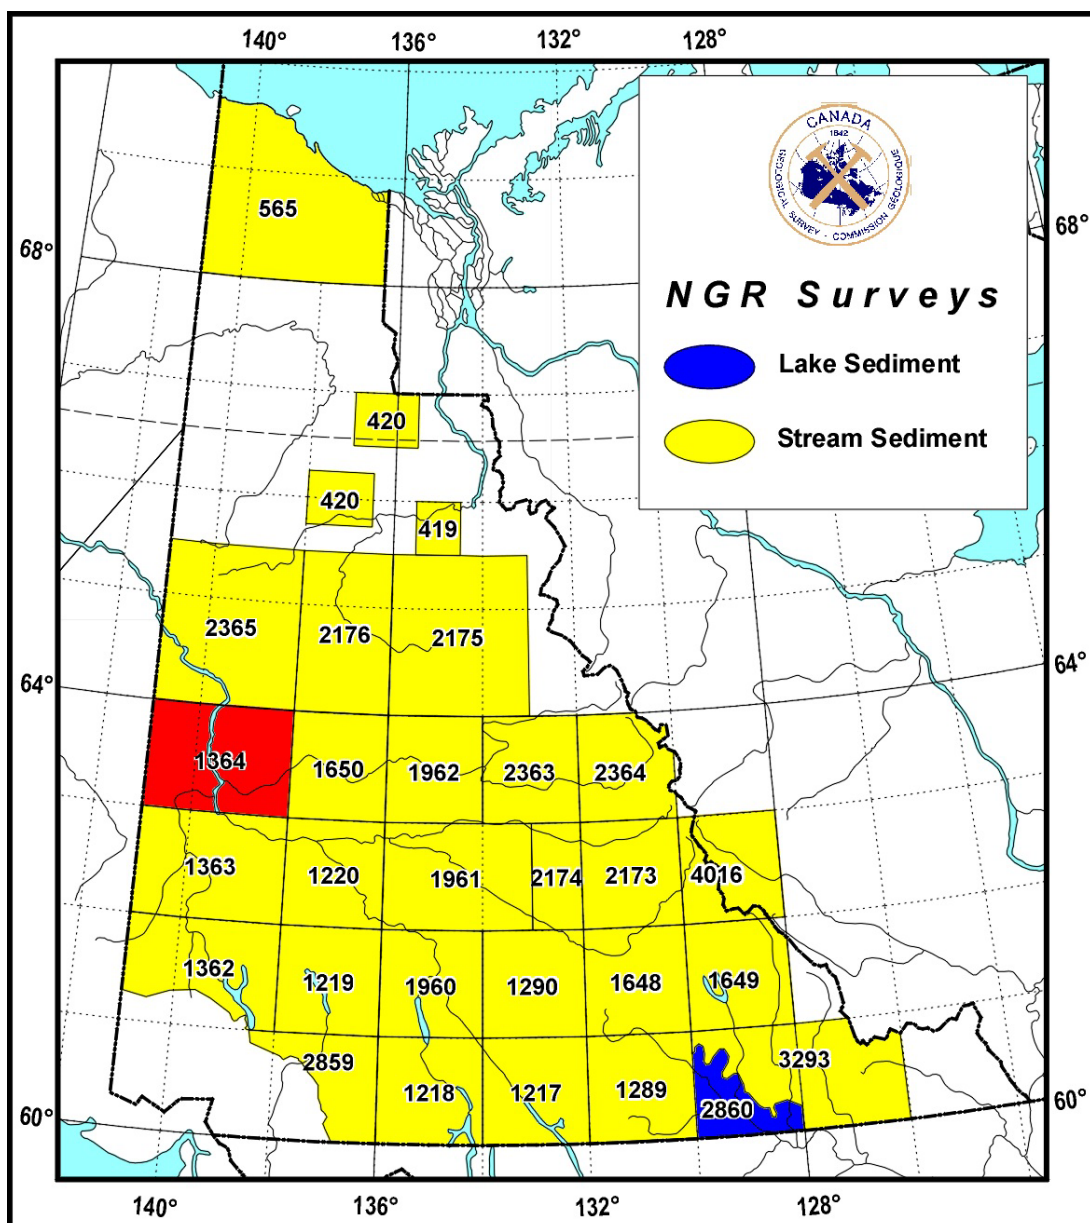 140° 136° 132° 128°
CANADA
1842
GEOLOGICAL SURVEY - COMMISSION GÉOLOGIQUE
68° 68°
565
NGR Surveys
Lake Sediment
420
Stream Sediment
420
419
2365 2176 2175
64° 64°
1364 1650 1962 2363 2364
1363 1220 1961 2174 2173 4016
1362 1219 1960 1290 1648 1649
2859 3293
1218 1217 1289 2860
60° 60°
140° 136° 132° 128°